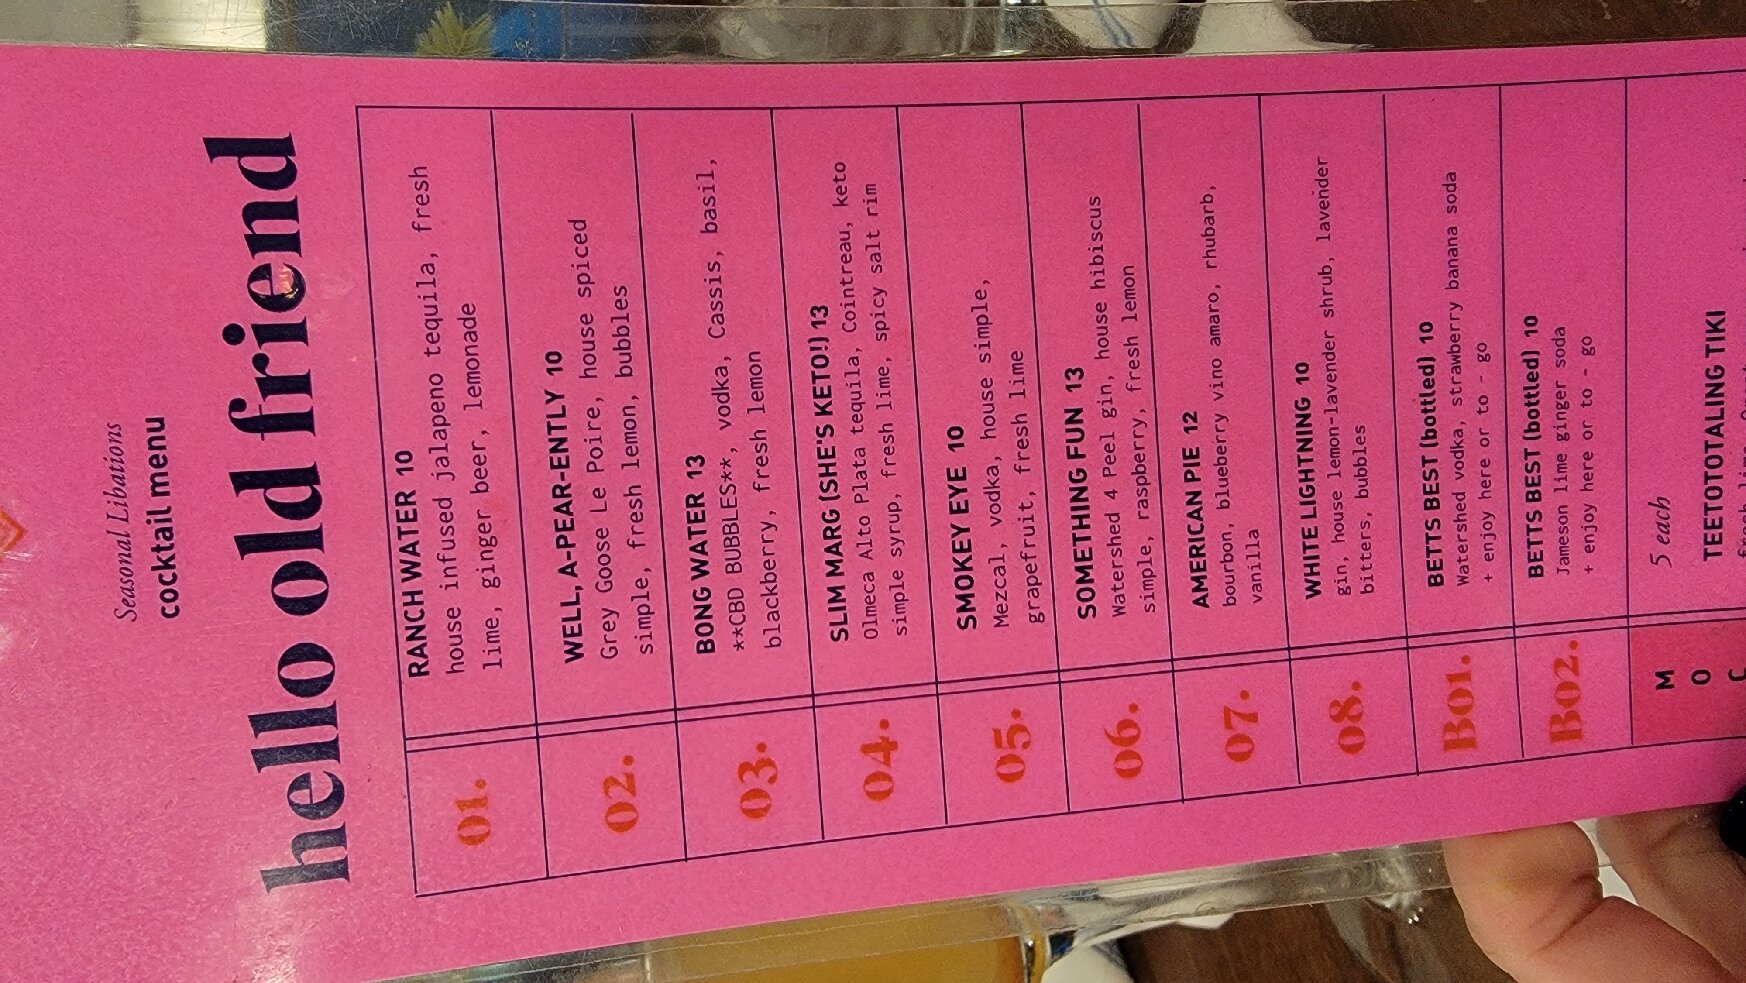 Seasonal Libations
cocktail menu
hello old friend
01.
RANCH WATER 10
house infused jalapeno tequila, fresh
lime, ginger beer, lemonade
02.
WELL, A-PEAR-ENTLY 10
Grey Goose Le Poire, house spiced
simple, fresh lemon, bubbles
03.
BONG WATER 13
**CBD BUBBLES**, vodka, Cassis, basil,
blackberry, fresh lemon
04.
SLIM MARG (SHE'S KETO!) 13
Olmeca Alto Plata tequila, Cointreau, keto
simple syrup, fresh lime, spicy salt rim
05.
SMOKEY EYE 10
Mezcal, vodka, house simple,
grapefruit, fresh lime
06.
SOMETHING FUN 13
Watershed 4 Peel gin, house hibiscus
simple, raspberry, fresh lemon
07.
AMERICAN PIE 12
bourbon, blueberry vino amaro, rhubarb,
vanilla
08.
WHITE LIGHTNING 10
gin, house lemon-lavender shrub, lavender
bitters, bubbles
B01.
BETTS BEST (bottled) 10
Watershed vodka, strawberry banana soda
+ enjoy here or to - go
B02.
BETTS BEST (bottled) 10
Jameson lime ginger soda
+ enjoy here or to - go
M
O
C
5 each
TEETOTOTALING TIKI